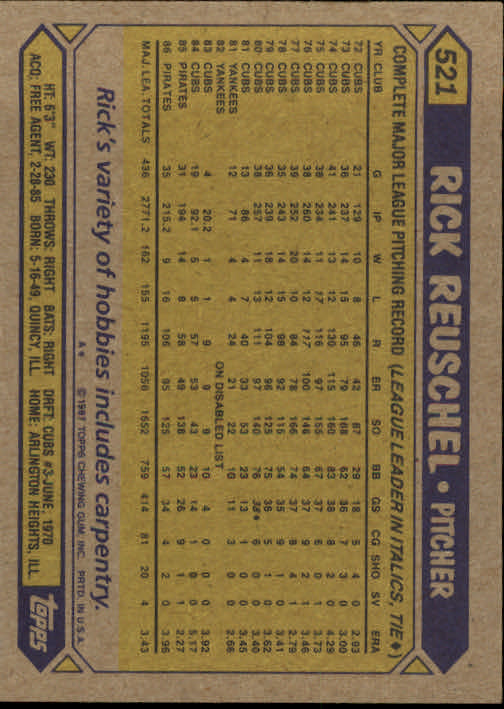 521 RICK REUSCHEL • PITCHER
COMPLETE MAJOR LEAGUE PITCHING RECORD (LEAGUE LEADER IN ITALICS, TIE♦)
YR CLUB G IP W L R ER SO BB GS CG SHO SV ERA
72 CUBS 21 129 10 8 46 42 87 29 18 5 4 0 2.93
73 CUBS 36 237 14 15 95 79 168 62 36 7 3 0 3.00
74 CUBS 41 241 13 12 130 115 160 83 38 8 2 0 4.29
75 CUBS 38 234 11 17 116 97 155 67 37 6 0 1 3.73
76 CUBS 38 260 14 12 117 100 146 64 37 9 2 1 3.46
77 CUBS 39 252 20 10 84 78 166 74 37 8 4 1 2.79
78 CUBS 35 243 14 15 98 92 115 54 35 9 1 0 3.41
79 CUBS 36 239 18 12 104 96 125 75 36 5 1 0 3.62
80 CUBS 38 257 11 13 111 97 140 76 38♦ 6 0 0 3.40
81 CUBS 13 86 4 7 40 33 53 23 13 1 0 0 3.45
81 YANKEES 12 71 4 4 24 21 22 10 11 3 0 0 2.66
82 YANKEES ON DISABLED LIST
83 CUBS 4 20.2 1 1 9 9 9 10 4 0 0 0 3.92
84 CUBS 19 92.1 5 5 57 53 43 23 14 1 0 0 5.17
85 PIRATES 31 194 14 8 58 49 138 52 26 9 1 1 2.27
86 PIRATES 35 215.2 9 16 106 95 125 57 34 4 2 0 3.96
MAJ. LEA. TOTALS 436 2771.2 162 155 1195 1056 1652 759 414 81 20 4 3.43
Rick's variety of hobbies includes carpentry.
A* © 1987 TOPPS CHEWING GUM, INC. PRTD. IN U.S.A.
HT: 6'3" WT: 230 THROWS: RIGHT BATS: RIGHT DRFT: CUBS #3-JUNE, 1970
ACQ: FREE AGENT, 2-28-85 BORN: 5-16-49, QUINCY, ILL. HOME: ARLINGTON HEIGHTS, ILL.
TOPPS